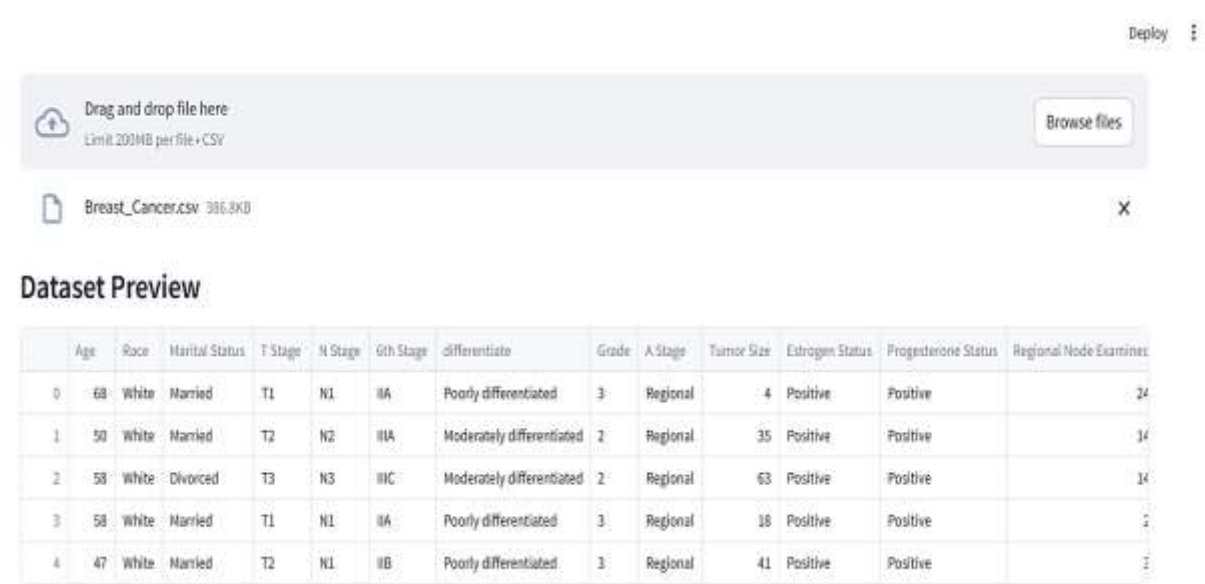 Deploy
Drag and drop file here
Limit 200MB per file • CSV
Browse files
Breast_Cancer.csv 386.8KB
Dataset Preview
Age Race Marital Status T Stage N Stage 6th Stage differentiate Grade A Stage Tumor Size Estrogen Status Progesterone Status Regional Node Examined
0 68 White Married T1 N1 IIA Poorly differentiated 3 Regional 4 Positive Positive 24
1 50 White Married T2 N2 IIIA Moderately differentiated 2 Regional 35 Positive Positive 14
2 58 White Divorced T3 N3 IIIC Moderately differentiated 2 Regional 63 Positive Positive 14
3 58 White Married T1 N1 IIA Poorly differentiated 3 Regional 18 Positive Positive
4 47 White Married T2 N1 IIB Poorly differentiated 3 Regional 41 Positive Positive